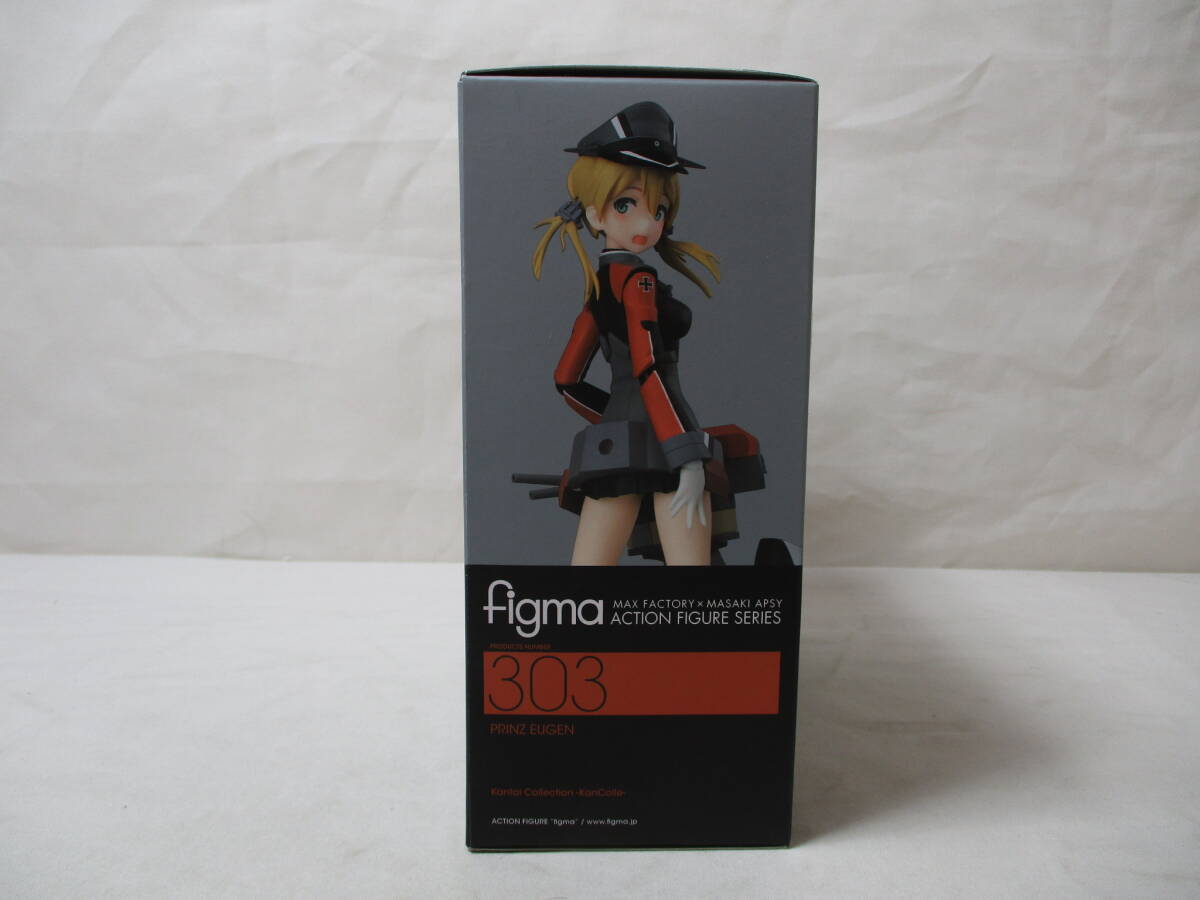 figma
MAX FACTORY × MASAKI APSY
ACTION FIGURE SERIES
PRODUCTS NUMBER
303
PRINZ EUGEN
Kantai Collection -KanColle-
ACTION FIGURE "figma" / www.figma.jp